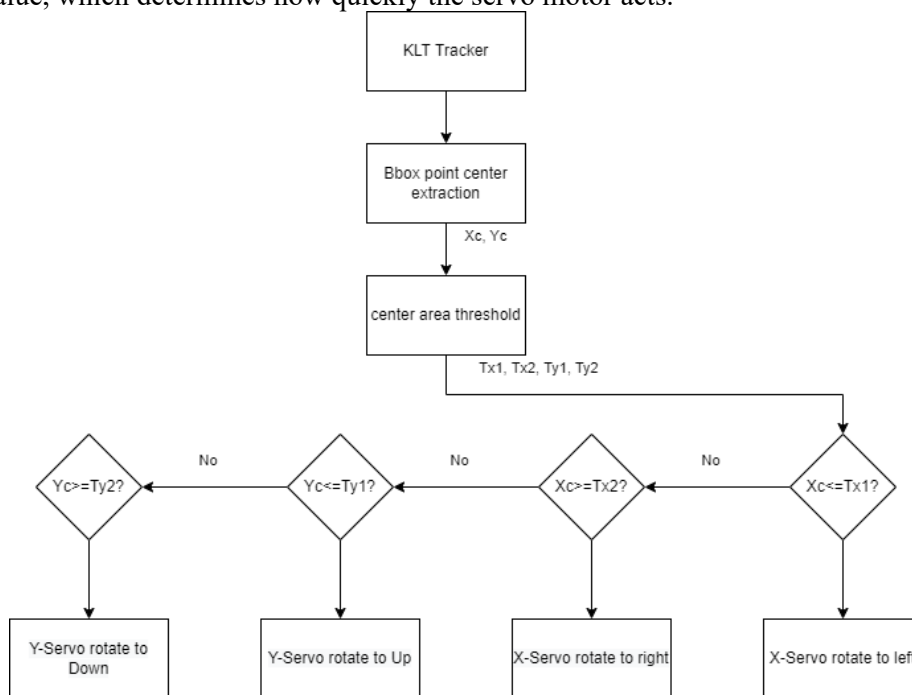 value, which determines how quickly the servo motor acts.
KLT Tracker
Bbox point center
extraction
Xc, Yc
center area threshold
Tx1, Tx2, Ty1, Ty2
Yc>=Ty2?
No
Yc<=Ty1?
No
Xc>=Tx2?
No
Xc<=Tx1?
Y-Servo rotate to
Down
Y-Servo rotate to Up
X-Servo rotate to right
X-Servo rotate to left